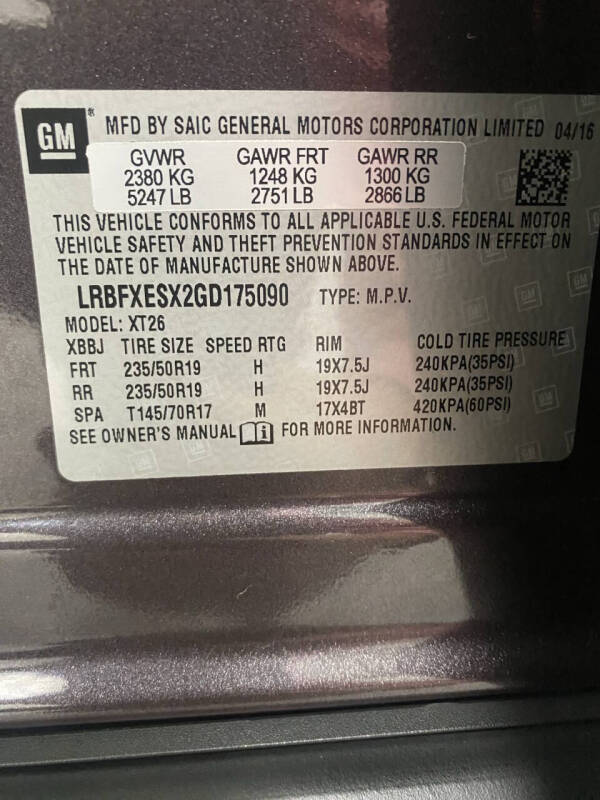 GM® MFD BY SAIC GENERAL MOTORS CORPORATION LIMITED 04/16
GVWR GAWR FRT GAWR RR
2380 KG 1248 KG 1300 KG
5247 LB 2751 LB 2866 LB
THIS VEHICLE CONFORMS TO ALL APPLICABLE U.S. FEDERAL MOTOR
VEHICLE SAFETY AND THEFT PREVENTION STANDARDS IN EFFECT ON
THE DATE OF MANUFACTURE SHOWN ABOVE.
LRBFXESX2GD175090 TYPE: M.P.V.
MODEL: XT26
XBBJ TIRE SIZE SPEED RTG RIM COLD TIRE PRESSURE
FRT 235/50R19 H 19X7.5J 240KPA(35PSI)
RR 235/50R19 H 19X7.5J 240KPA(35PSI)
SPA T145/70R17 M 17X4BT 420KPA(60PSI)
SEE OWNER'S MANUAL i FOR MORE INFORMATION.